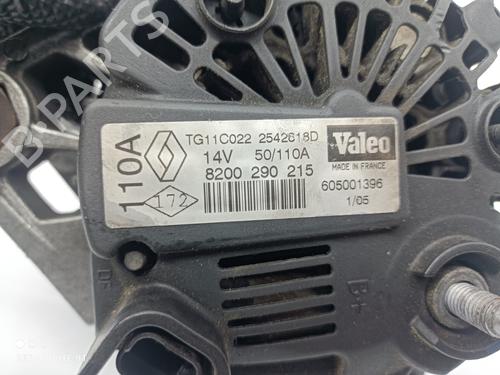 110A
TG11C022 2542618D
14V 50/110A
8200 290 215
172
Valeo
MADE IN FRANCE
605001396
1/05
B+
B-PARTS